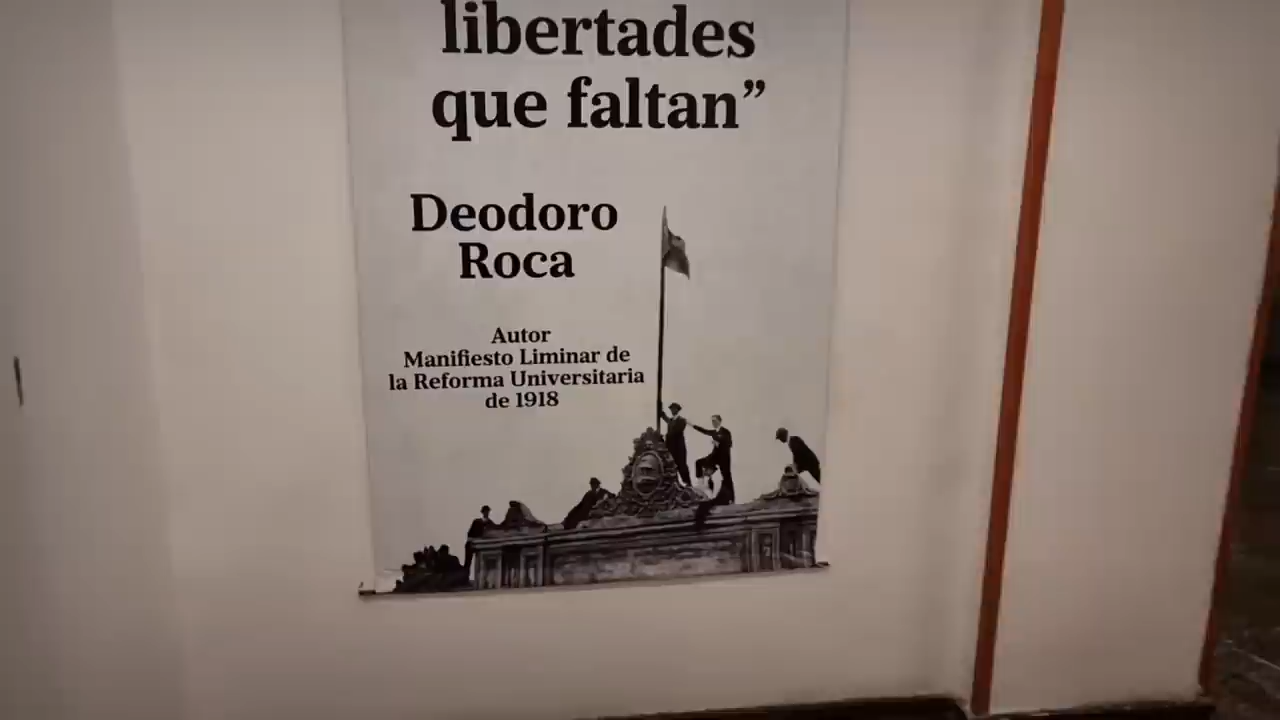 libertades
que faltan”
Deodoro
Roca
Autor
Manifiesto Liminar de
la Reforma Universitaria
de 1918